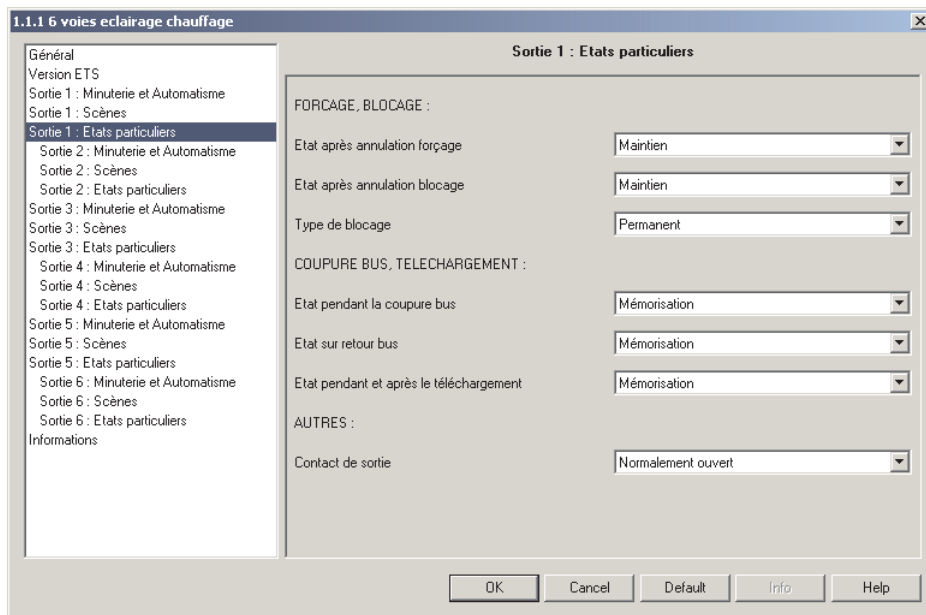 1.1.1 6 voies eclairage chauffage
Général
Version ETS
Sortie 1 : Minuterie et Automatisme
Sortie 1 : Scènes
Sortie 1 : Etats particuliers
Sortie 2 : Minuterie et Automatisme
Sortie 2 : Scènes
Sortie 2 : Etats particuliers
Sortie 3 : Minuterie et Automatisme
Sortie 3 : Scènes
Sortie 3 : Etats particuliers
Sortie 4 : Minuterie et Automatisme
Sortie 4 : Scènes
Sortie 4 : Etats particuliers
Sortie 5 : Minuterie et Automatisme
Sortie 5 : Scènes
Sortie 5 : Etats particuliers
Sortie 6 : Minuterie et Automatisme
Sortie 6 : Scènes
Sortie 6 : Etats particuliers
Informations
Sortie 1 : Etats particuliers
FORCAGE, BLOCAGE :
Etat après annulation forçage Maintien
Etat après annulation blocage Maintien
Type de blocage Permanent
COUPURE BUS, TELECHARGEMENT :
Etat pendant la coupure bus Mémorisation
Etat sur retour bus Mémorisation
Etat pendant et après le téléchargement Mémorisation
AUTRES :
Contact de sortie Normalement ouvert
OK Cancel Default Info Help